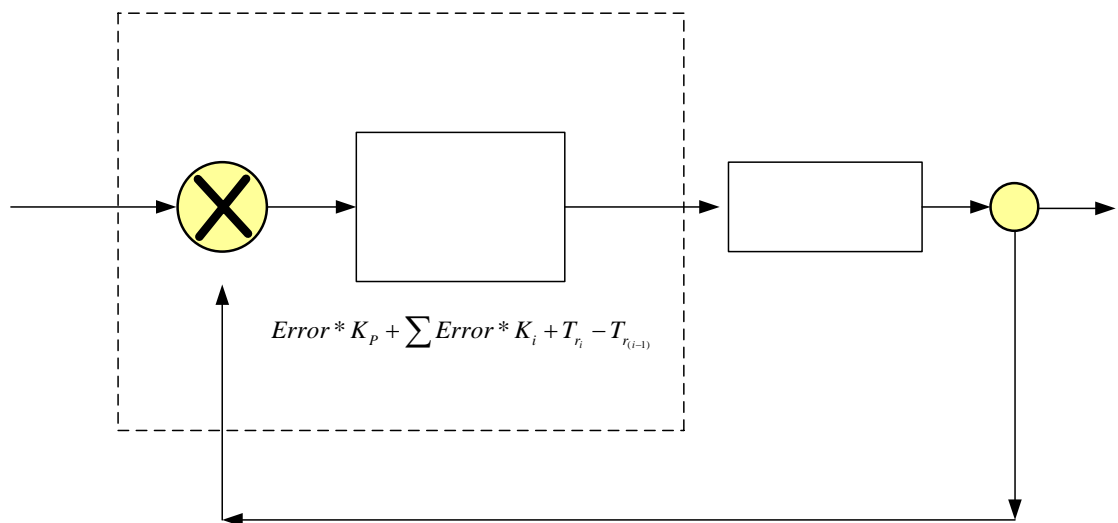 Error * K_P + ∑ Error * K_i + T_{r_i} − T_{r_{(i−1)}}